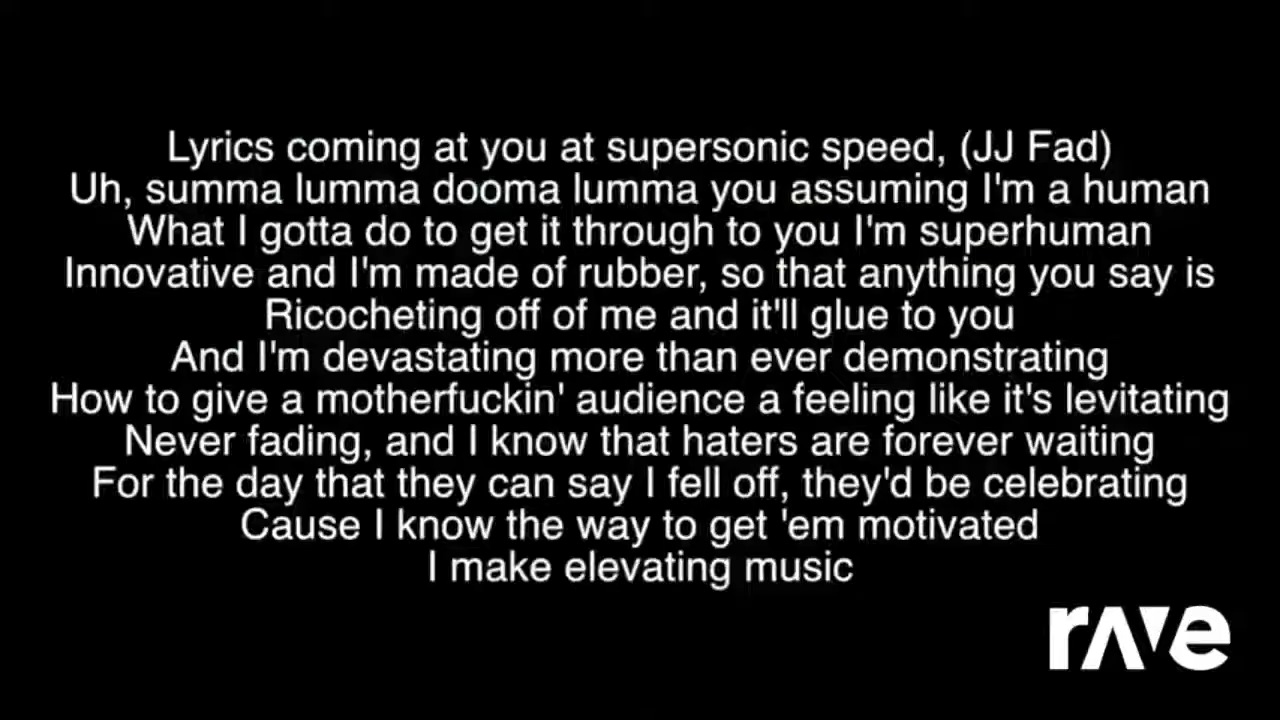 Lyrics coming at you at supersonic speed, (JJ Fad)
Uh, summa lumma dooma lumma you assuming I'm a human
What I gotta do to get it through to you I'm superhuman
Innovative and I'm made of rubber, so that anything you say is
Ricocheting off of me and it'll glue to you
And I'm devastating more than ever demonstrating
How to give a motherfuckin' audience a feeling like it's levitating
Never fading, and I know that haters are forever waiting
For the day that they can say I fell off, they'd be celebrating
Cause I know the way to get 'em motivated
I make elevating music
rave